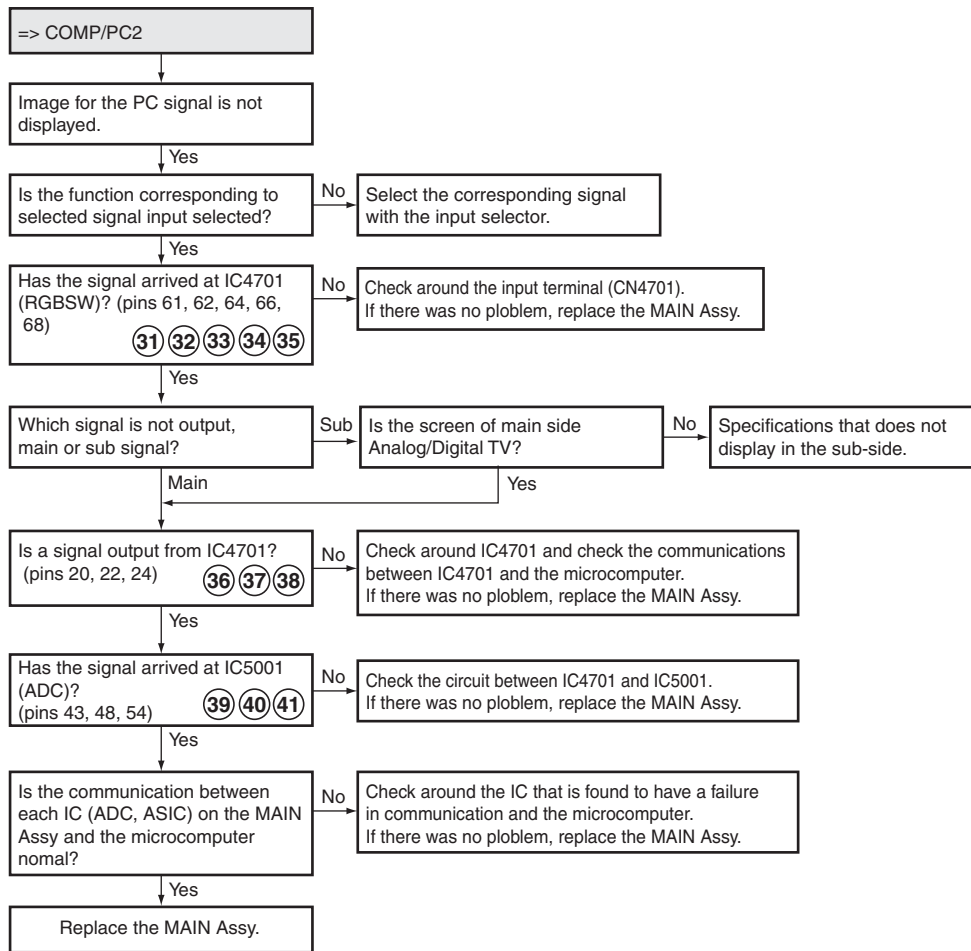 => COMP/PC2
Image for the PC signal is not
displayed.
Yes
Is the function corresponding to
selected signal input selected?
No
Select the corresponding signal
with the input selector.
Yes
Has the signal arrived at IC4701
(RGBSW)? (pins 61, 62, 64, 66,
68)
31 32 33 34 35
No
Check around the input terminal (CN4701).
If there was no ploblem, replace the MAIN Assy.
Yes
Which signal is not output,
main or sub signal?
Sub
Is the screen of main side
Analog/Digital TV?
No
Specifications that does not
display in the sub-side.
Main
Yes
Is a signal output from IC4701?
(pins 20, 22, 24)
36 37 38
No
Check around IC4701 and check the communications
between IC4701 and the microcomputer.
If there was no ploblem, replace the MAIN Assy.
Yes
Has the signal arrived at IC5001
(ADC)?
(pins 43, 48, 54)
39 40 41
No
Check the circuit between IC4701 and IC5001.
If there was no ploblem, replace the MAIN Assy.
Yes
Is the communication between
each IC (ADC, ASIC) on the MAIN
Assy and the microcomputer
nomal?
No
Check around the IC that is found to have a failure
in communication and the microcomputer.
If there was no ploblem, replace the MAIN Assy.
Yes
Replace the MAIN Assy.